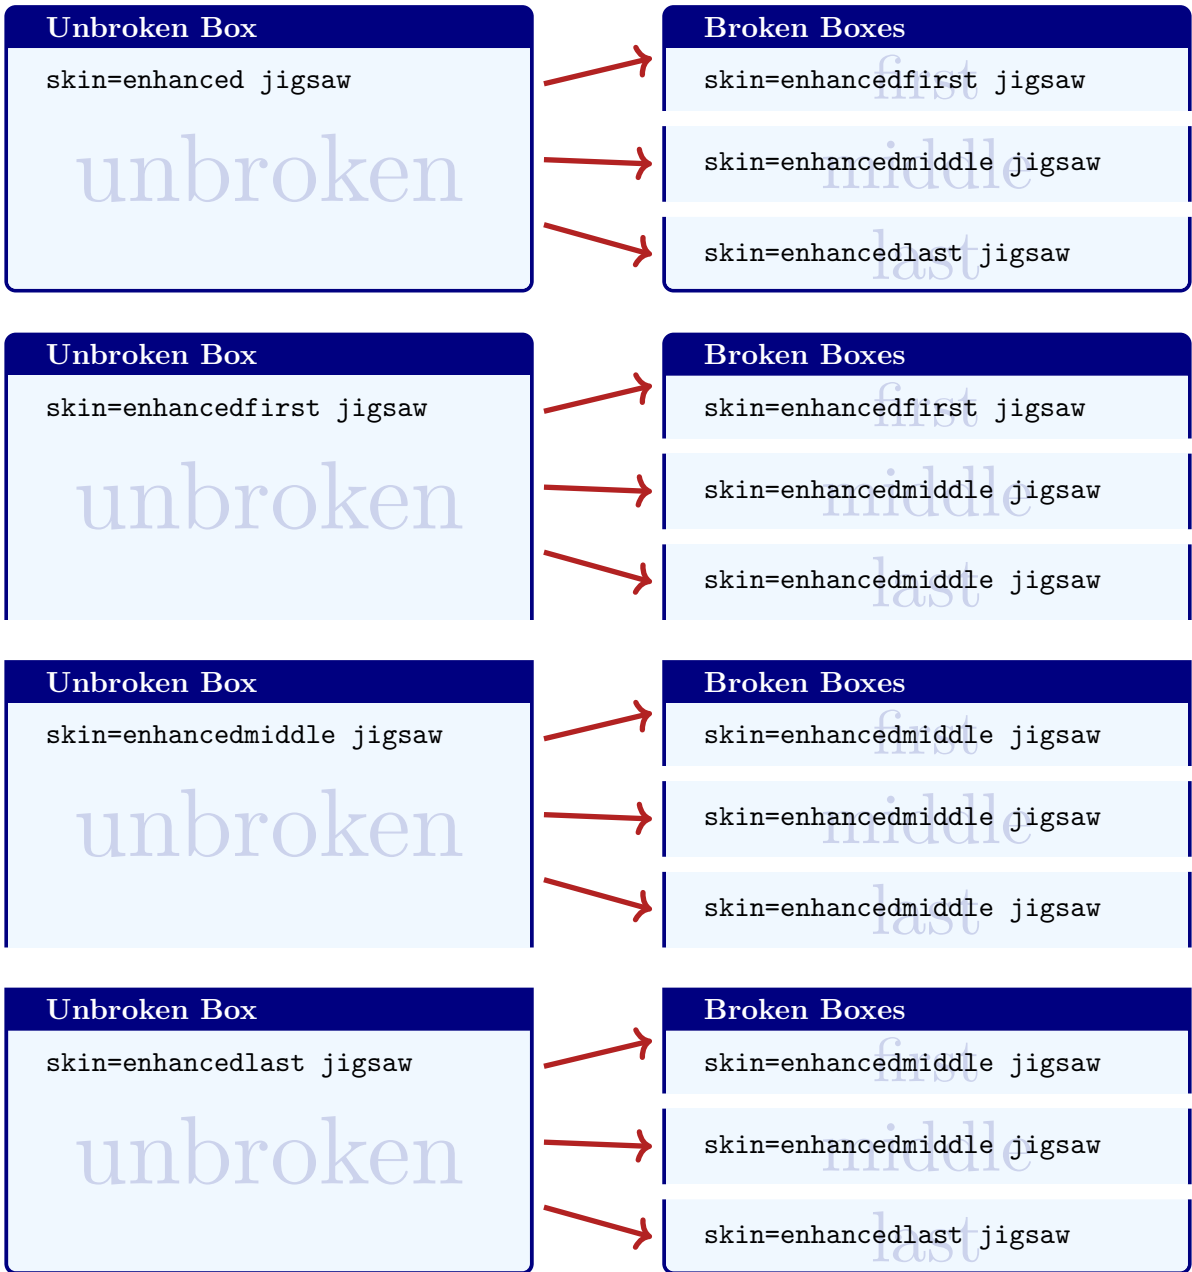 Unbroken Box
skin=enhanced jigsaw
unbroken
Broken Boxes
skin=enhancedfirst jigsaw
first
skin=enhancedmiddle jigsaw
middle
skin=enhancedlast jigsaw
last
Unbroken Box
skin=enhancedfirst jigsaw
unbroken
Broken Boxes
skin=enhancedfirst jigsaw
first
skin=enhancedmiddle jigsaw
middle
skin=enhancedmiddle jigsaw
last
Unbroken Box
skin=enhancedmiddle jigsaw
unbroken
Broken Boxes
skin=enhancedmiddle jigsaw
first
skin=enhancedmiddle jigsaw
middle
skin=enhancedmiddle jigsaw
last
Unbroken Box
skin=enhancedlast jigsaw
unbroken
Broken Boxes
skin=enhancedmiddle jigsaw
first
skin=enhancedmiddle jigsaw
middle
skin=enhancedlast jigsaw
last